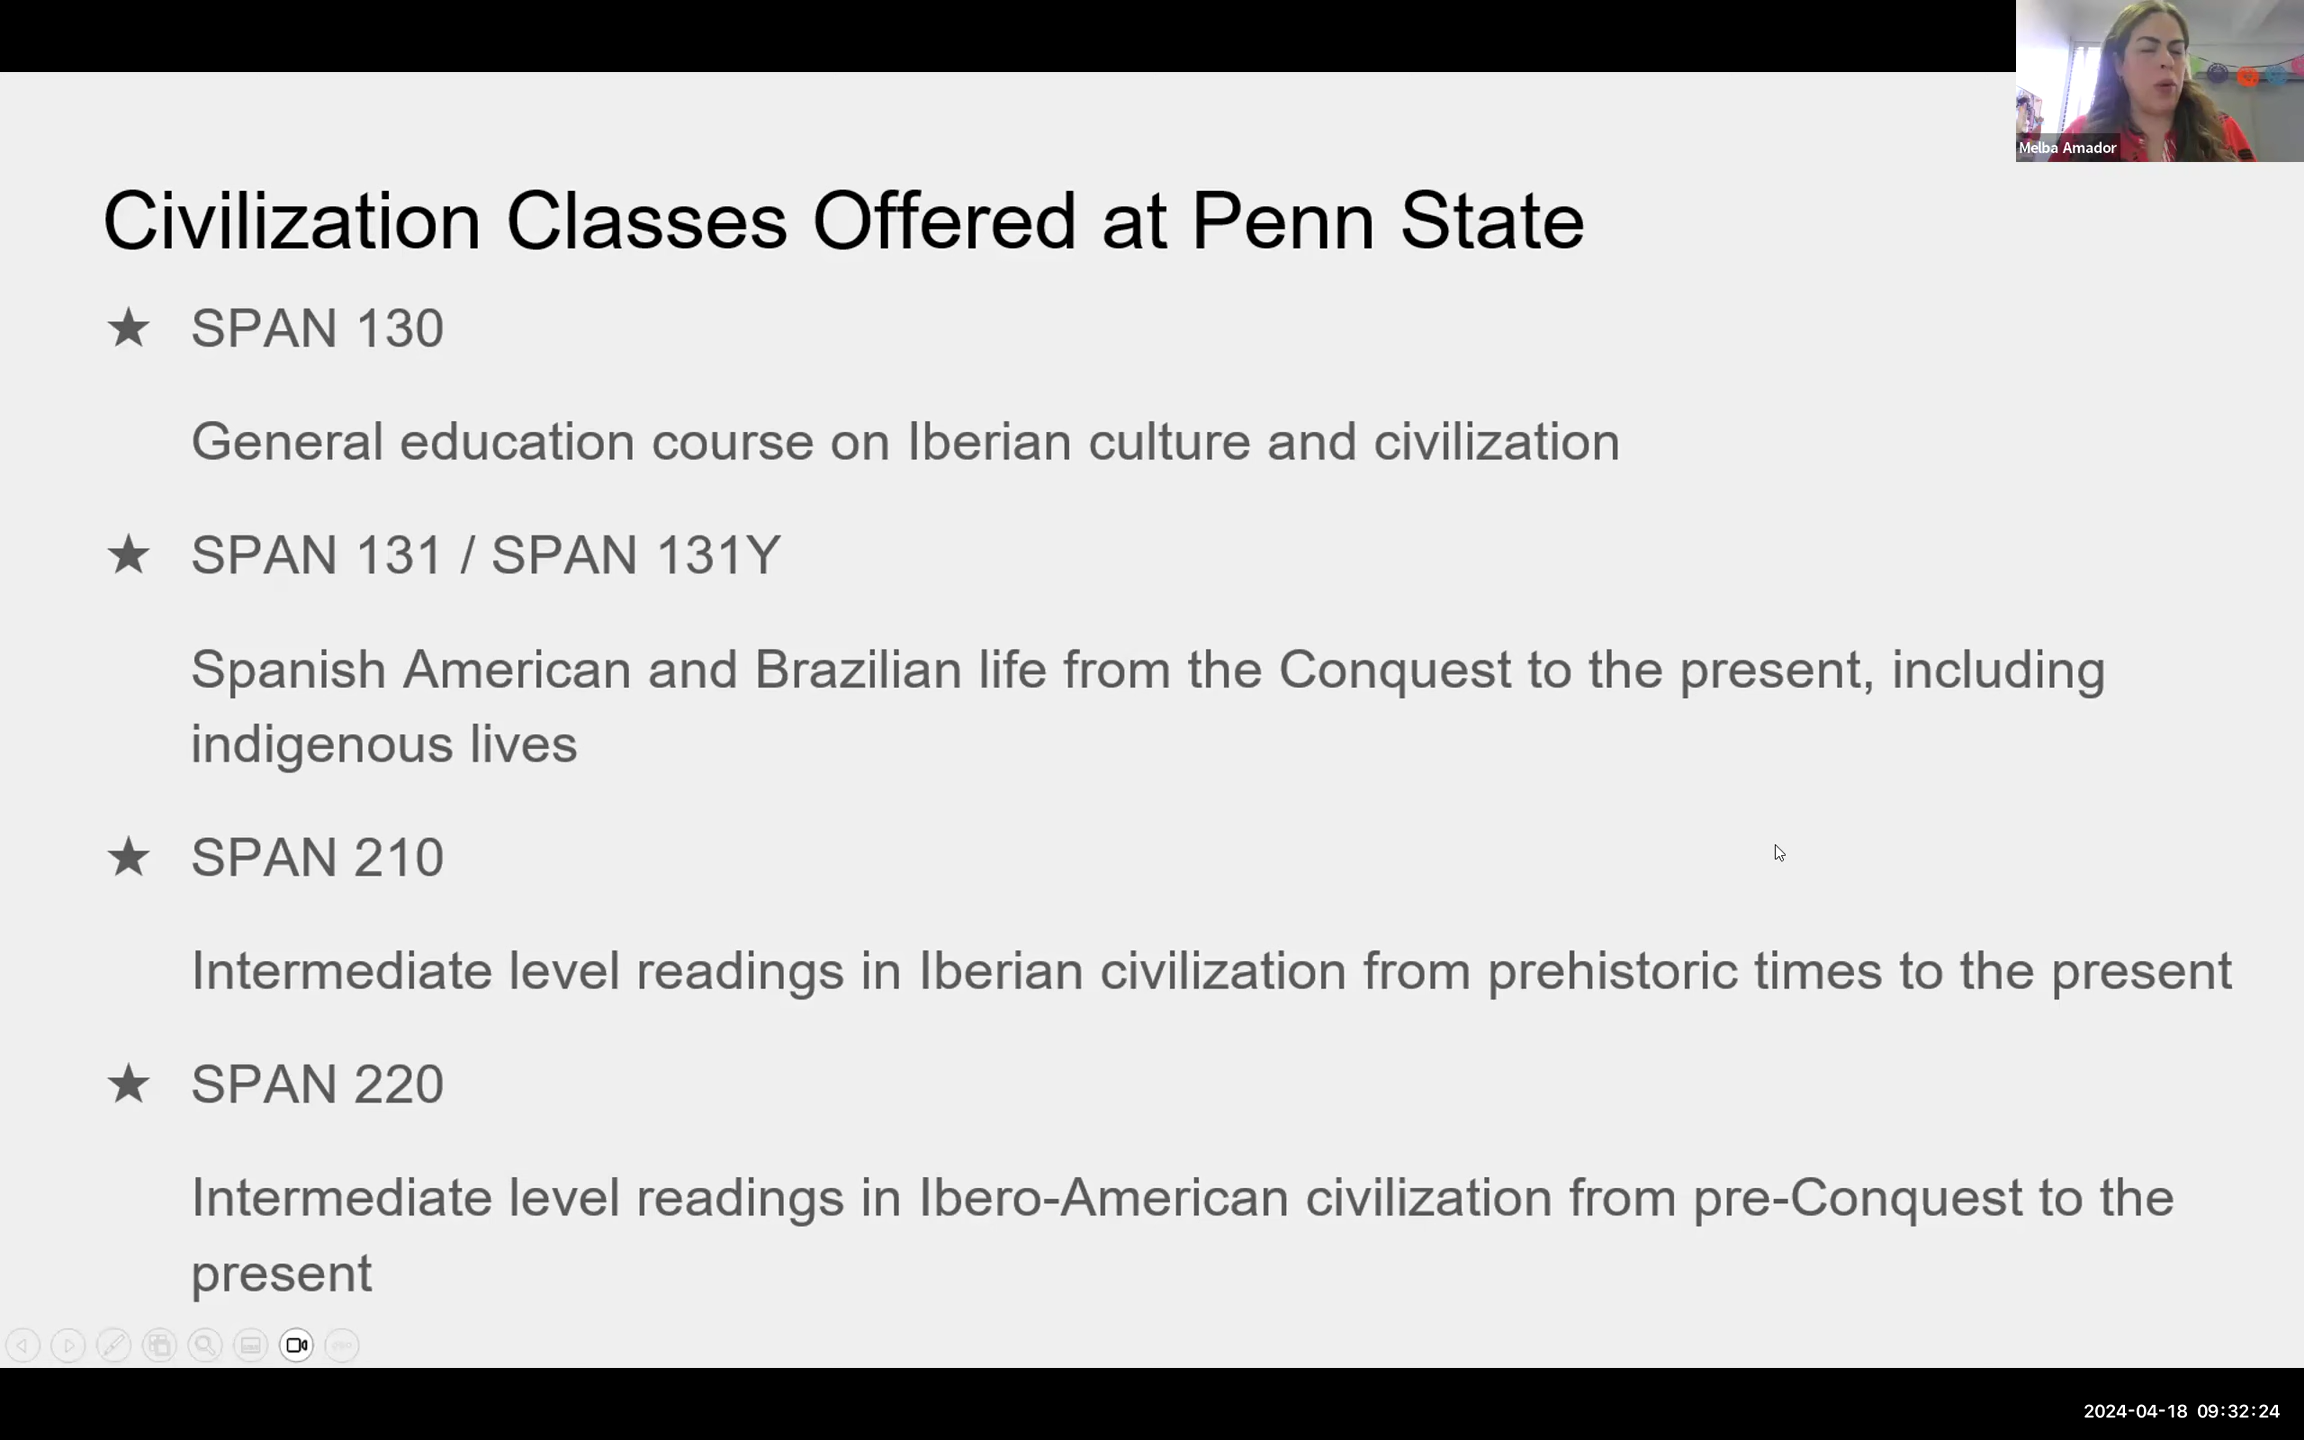 Melba Amador
Civilization Classes Offered at Penn State
★ SPAN 130
General education course on Iberian culture and civilization
★ SPAN 131 / SPAN 131Y
Spanish American and Brazilian life from the Conquest to the present, including
indigenous lives
★ SPAN 210
Intermediate level readings in Iberian civilization from prehistoric times to the present
★ SPAN 220
Intermediate level readings in Ibero-American civilization from pre-Conquest to the
present
2024-04-18 09:32:24